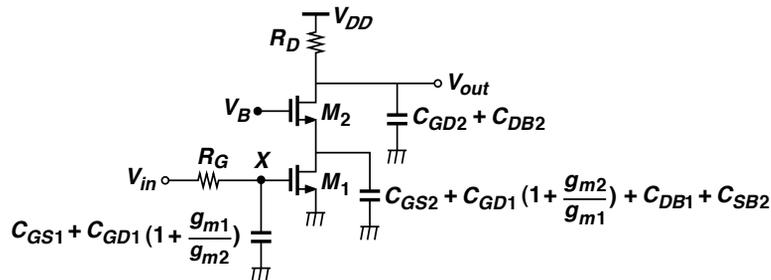 V_DD
R_D
V_out
V_B
M_2
C_GD2 + C_DB2
R_G
X
V_in
M_1
C_GS2 + C_GD1 (1 + g_m2 / g_m1) + C_DB1 + C_SB2
C_GS1 + C_GD1 (1 + g_m1 / g_m2)